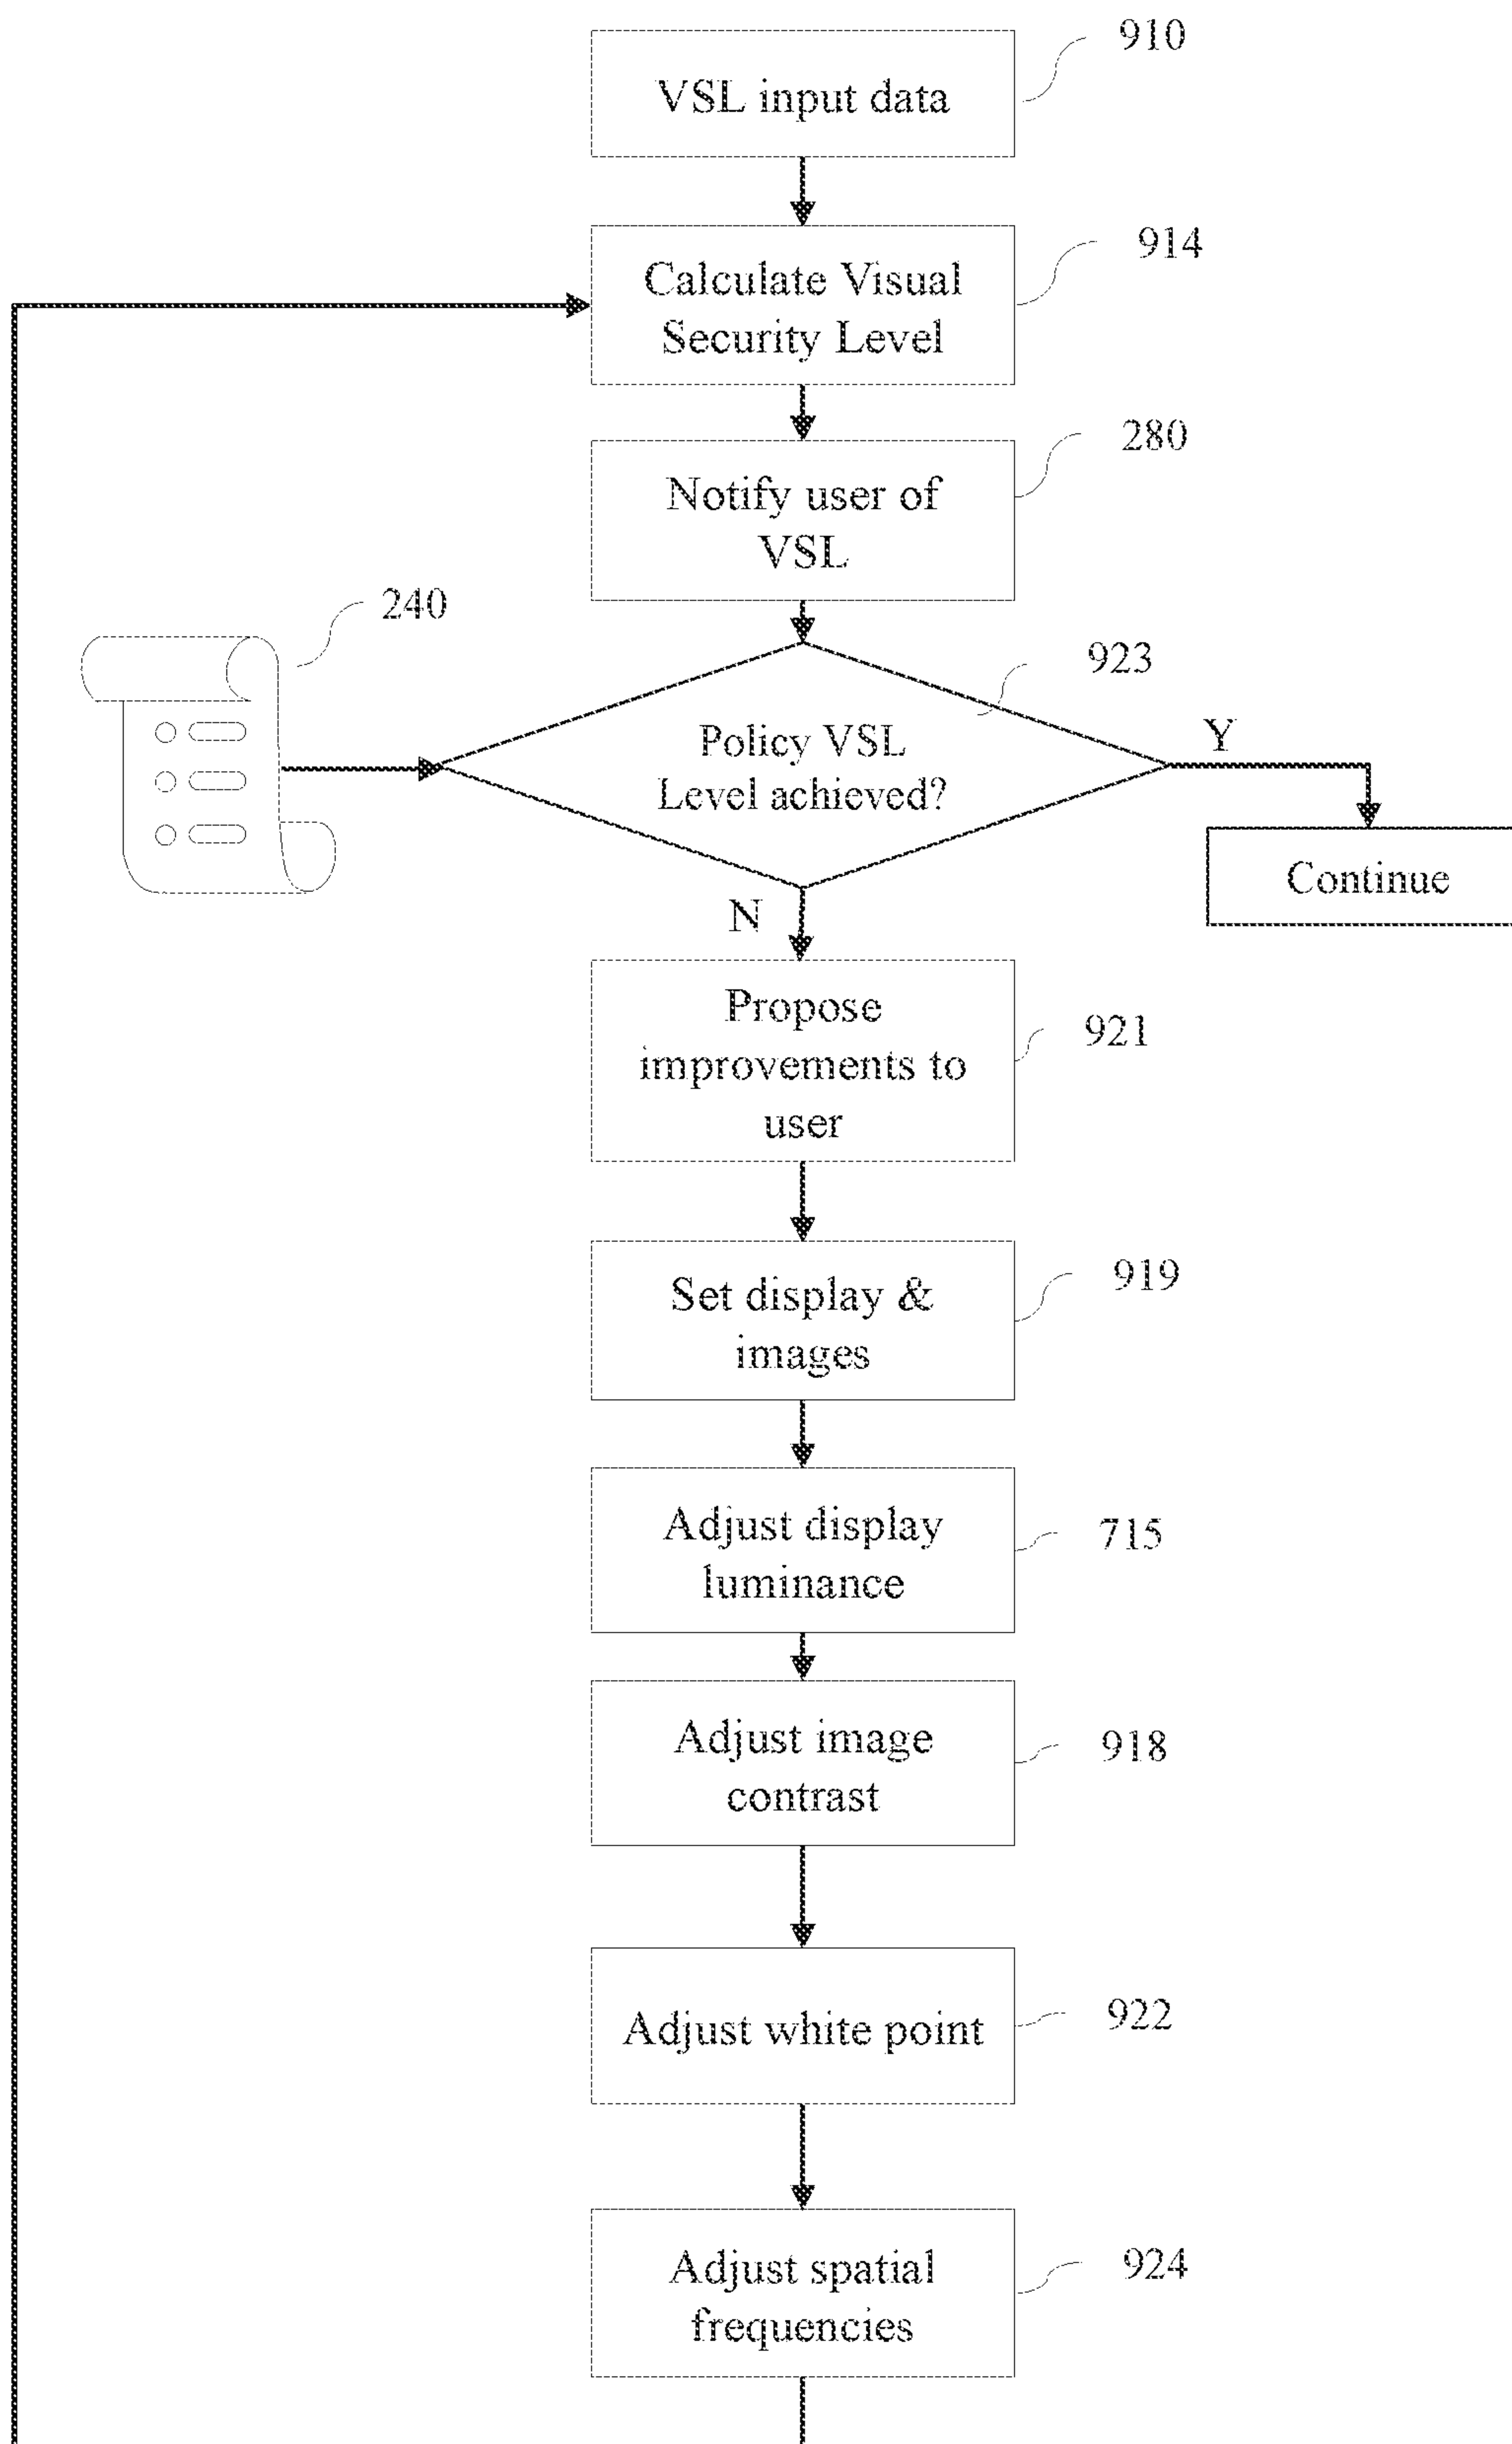 910
VSL input data
914
Calculate Visual
Security Level
280
Notify user of
VSL
240
923
Policy VSL
Level achieved?
Y
Continue
N
Propose
improvements to
user
921
Set display &
images
919
Adjust display
luminance
715
Adjust image
contrast
918
Adjust white point
922
Adjust spatial
frequencies
924